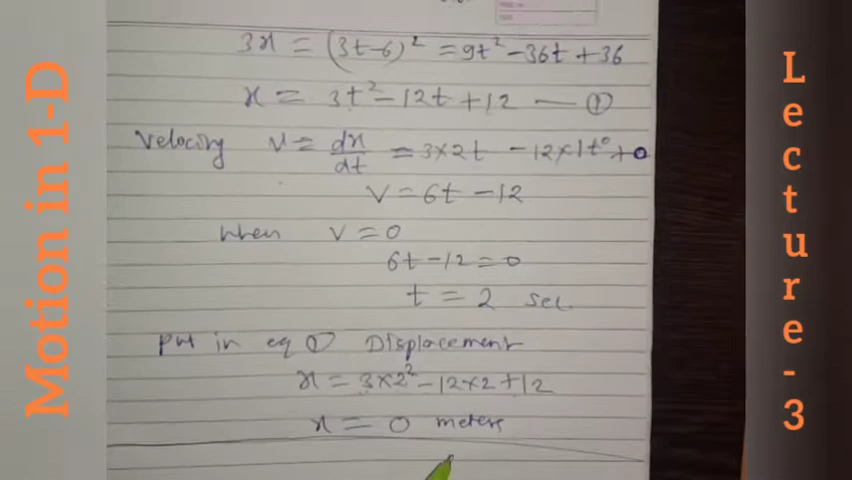 Motion in 1-D
3x = (3t-6)² = 9t² - 36t + 36
x = 3t² - 12t + 12 — ①
Velocity v = dx/dt = 3×2t - 12×1t⁰ + 0
v = 6t - 12
when v = 0
6t - 12 = 0
t = 2 sec.
Put in eq ① Displacement
x = 3×2² - 12×2 + 12
x = 0 meters
Lecture-3